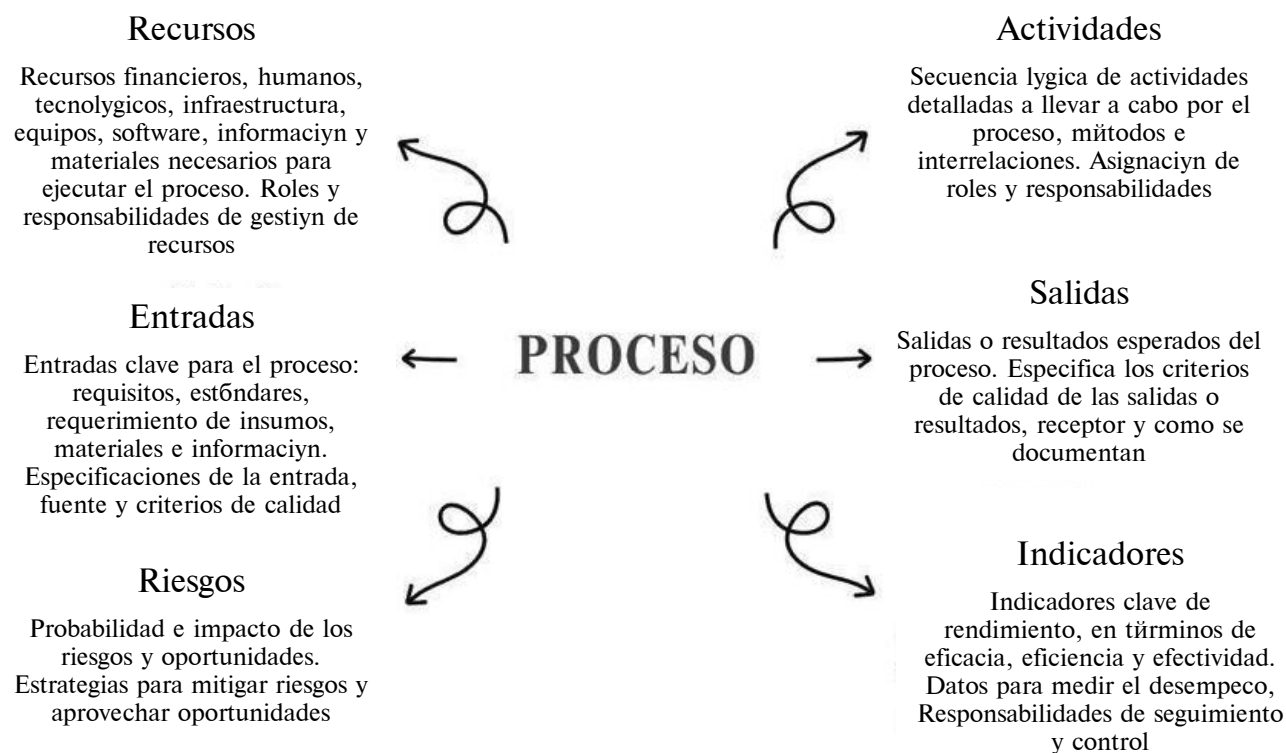 Recursos
Recursos financieros, humanos,
tecnolygicos, infraestructura,
equipos, software, informaciyn y
materiales necesarios para
ejecutar el proceso. Roles y
responsabilidades de gestiyn de
recursos
Entradas
Entradas clave para el proceso:
requisitos, estбndares,
requerimiento de insumos,
materiales e informaciyn.
Especificaciones de la entrada,
fuente y criterios de calidad
Riesgos
Probabilidad e impacto de los
riesgos y oportunidades.
Estrategias para mitigar riesgos y
aprovechar oportunidades
PROCESO
Actividades
Secuencia lygica de actividades
detalladas a llevar a cabo por el
proceso, mйtodos e
interrelaciones. Asignaciyn de
roles y responsabilidades
Salidas
Salidas o resultados esperados del
proceso. Especifica los criterios
de calidad de las salidas o
resultados, receptor y como se
documentan
Indicadores
Indicadores clave de
rendimiento, en tйrminos de
eficacia, eficiencia y efectividad.
Datos para medir el desempeсo,
Responsabilidades de seguimiento
y control